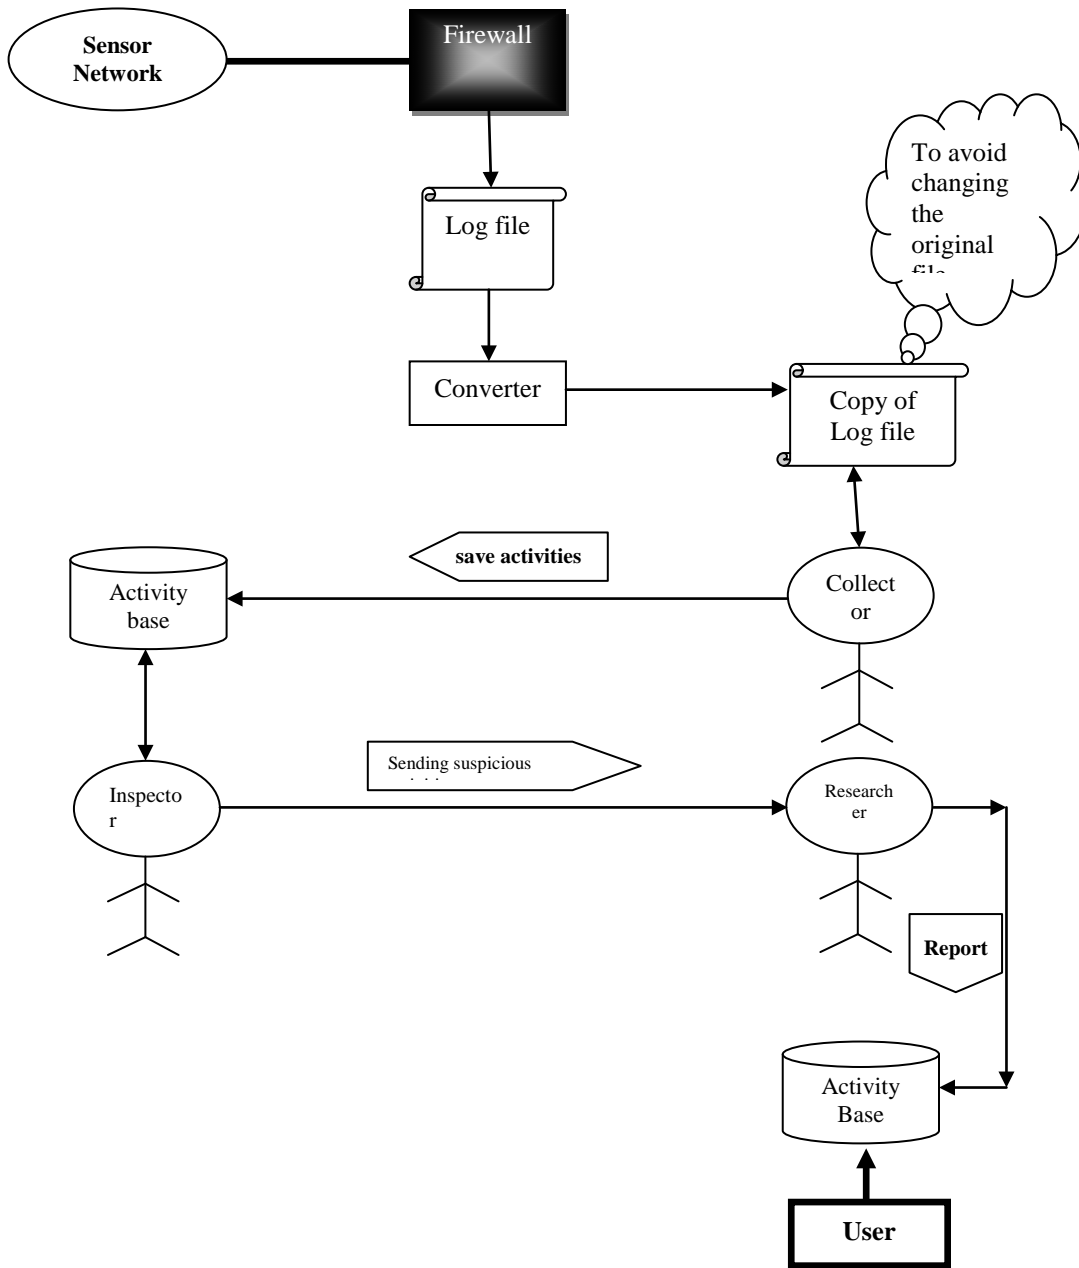 Sensor
Network
Firewall
Log file
To avoid
changing
the
original
Converter
Copy of
Log file
save activities
Activity
base
Collect
or
Sending suspicious
Inspecto
r
Research
er
Report
Activity
Base
User